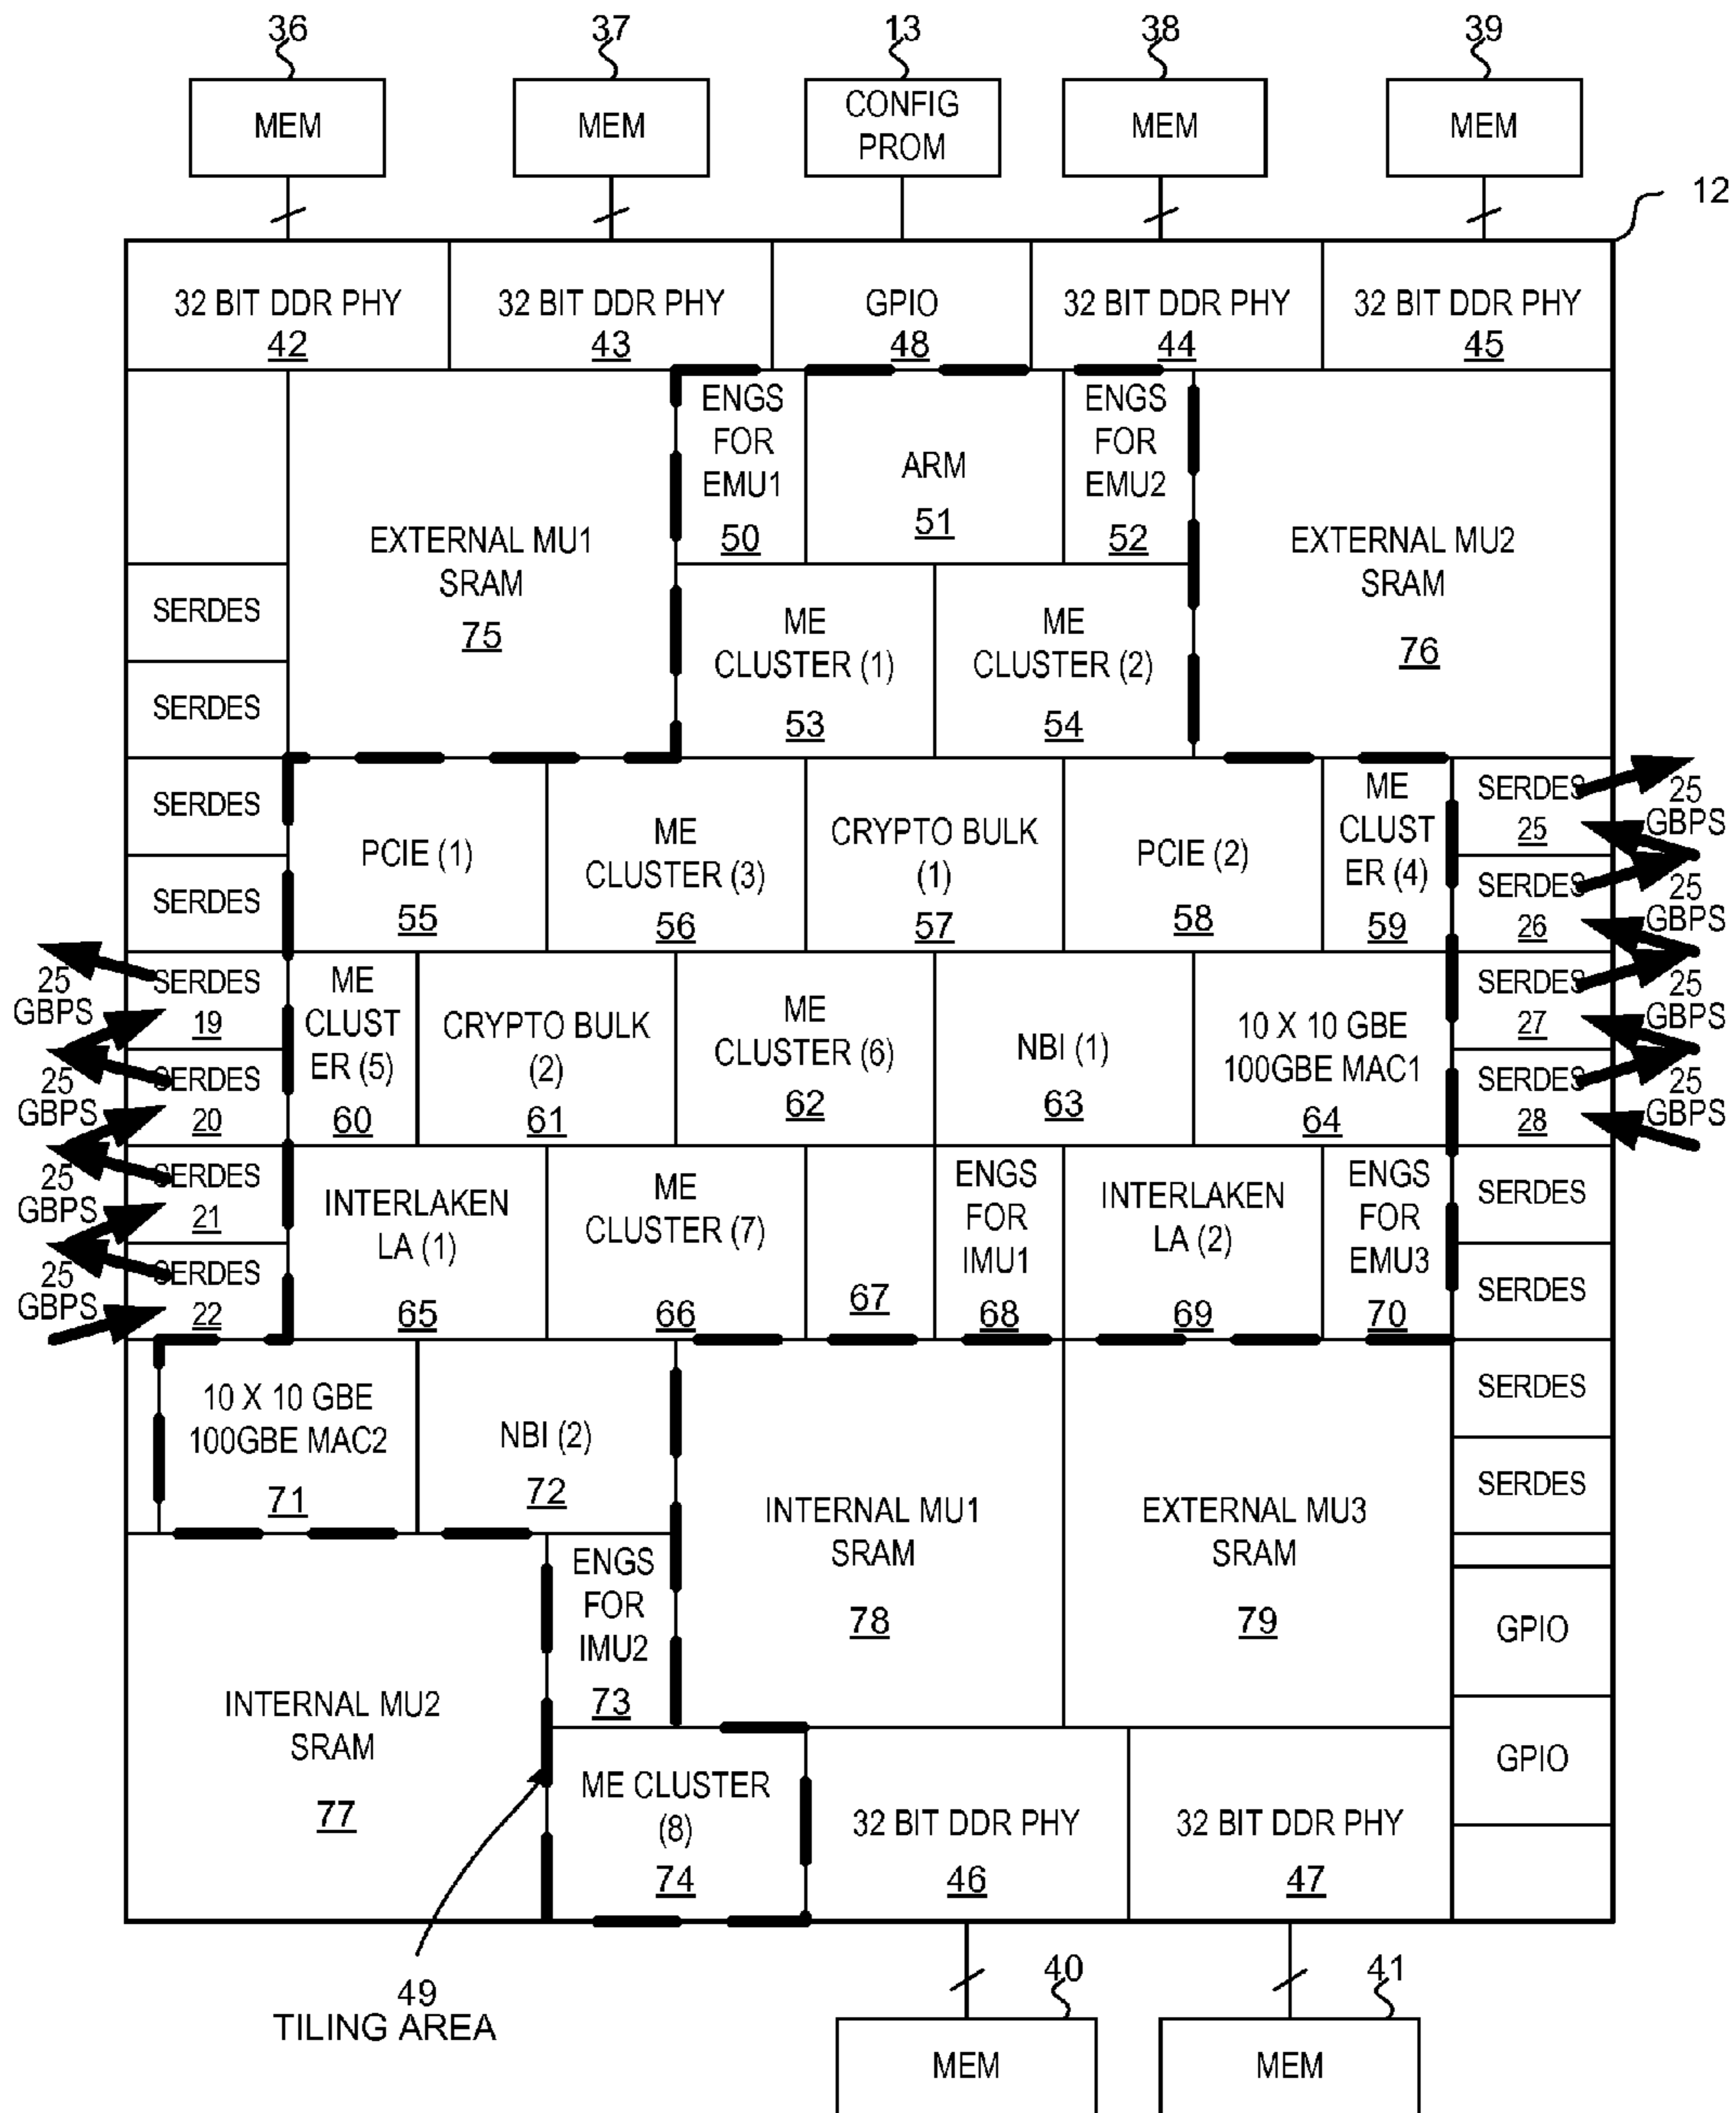 36
37
13
38
39
MEM
MEM
CONFIG
PROM
MEM
MEM
12
32 BIT DDR PHY
42
32 BIT DDR PHY
43
GPIO
48
32 BIT DDR PHY
44
32 BIT DDR PHY
45
EXTERNAL MU1
SRAM
75
ENGS
FOR
EMU1
50
ARM
51
ENGS
FOR
EMU2
52
EXTERNAL MU2
SRAM
76
SERDES
SERDES
ME
CLUSTER (1)
53
ME
CLUSTER (2)
54
SERDES
SERDES
PCIE (1)
55
ME
CLUSTER (3)
56
CRYPTO BULK
(1)
57
PCIE (2)
58
ME
CLUST
ER (4)
59
SERDES
25
25
GBPS
SERDES
26
25
GBPS
25
GBPS
SERDES
19
25
GBPS
SERDES
20
ME
CLUST
ER (5)
60
CRYPTO BULK
(2)
61
ME
CLUSTER (6)
62
NBI (1)
63
10 X 10 GBE
100GBE MAC1
64
SERDES
27
25
GBPS
SERDES
28
25
GBPS
25
GBPS
SERDES
21
25
GBPS
SERDES
22
INTERLAKEN
LA (1)
65
ME
CLUSTER (7)
66
67
ENGS
FOR
IMU1
68
INTERLAKEN
LA (2)
69
ENGS
FOR
EMU3
70
SERDES
SERDES
10 X 10 GBE
100GBE MAC2
71
NBI (2)
72
INTERNAL MU1
SRAM
78
EXTERNAL MU3
SRAM
79
SERDES
SERDES
INTERNAL MU2
SRAM
77
ENGS
FOR
IMU2
73
GPIO
GPIO
ME CLUSTER
(8)
74
32 BIT DDR PHY
46
32 BIT DDR PHY
47
49
TILING AREA
40
41
MEM
MEM